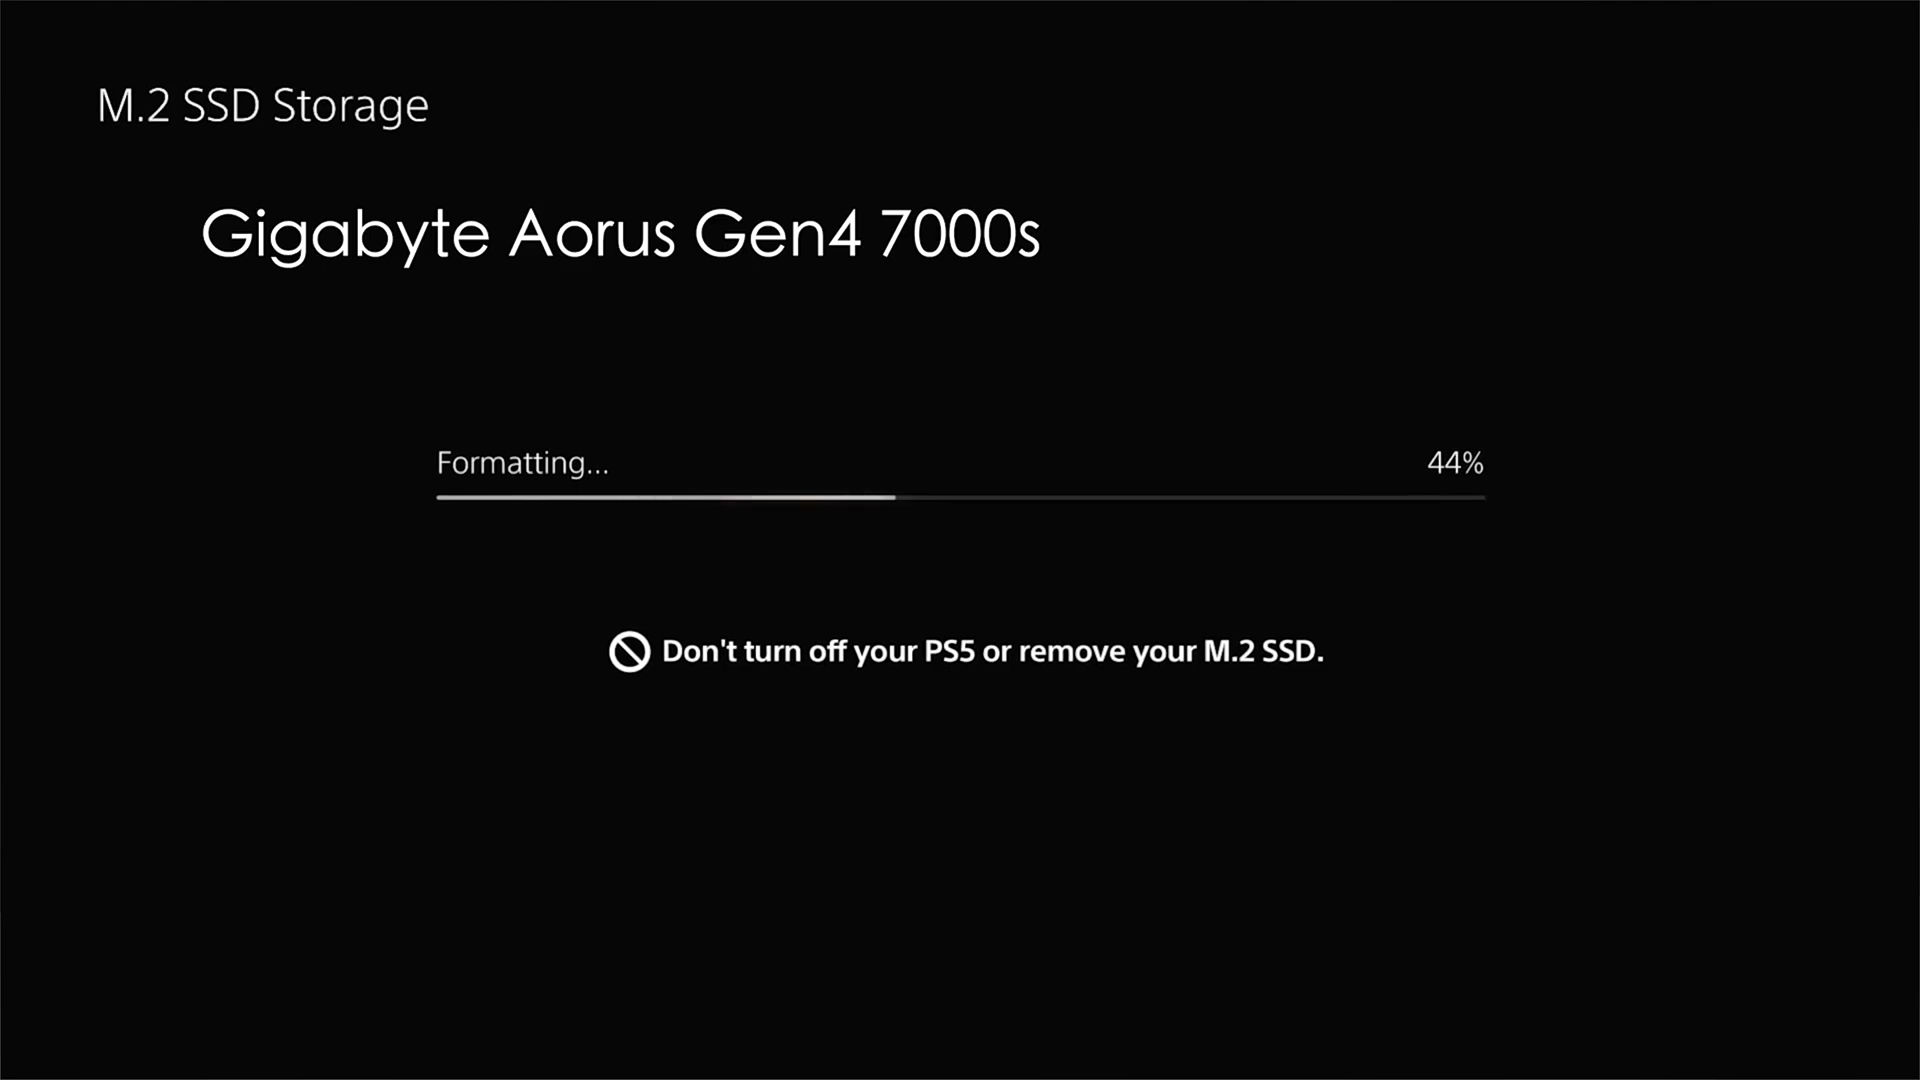 M.2 SSD Storage
Gigabyte Aorus Gen4 7000s
Formatting... 44%
Don't turn off your PS5 or remove your M.2 SSD.